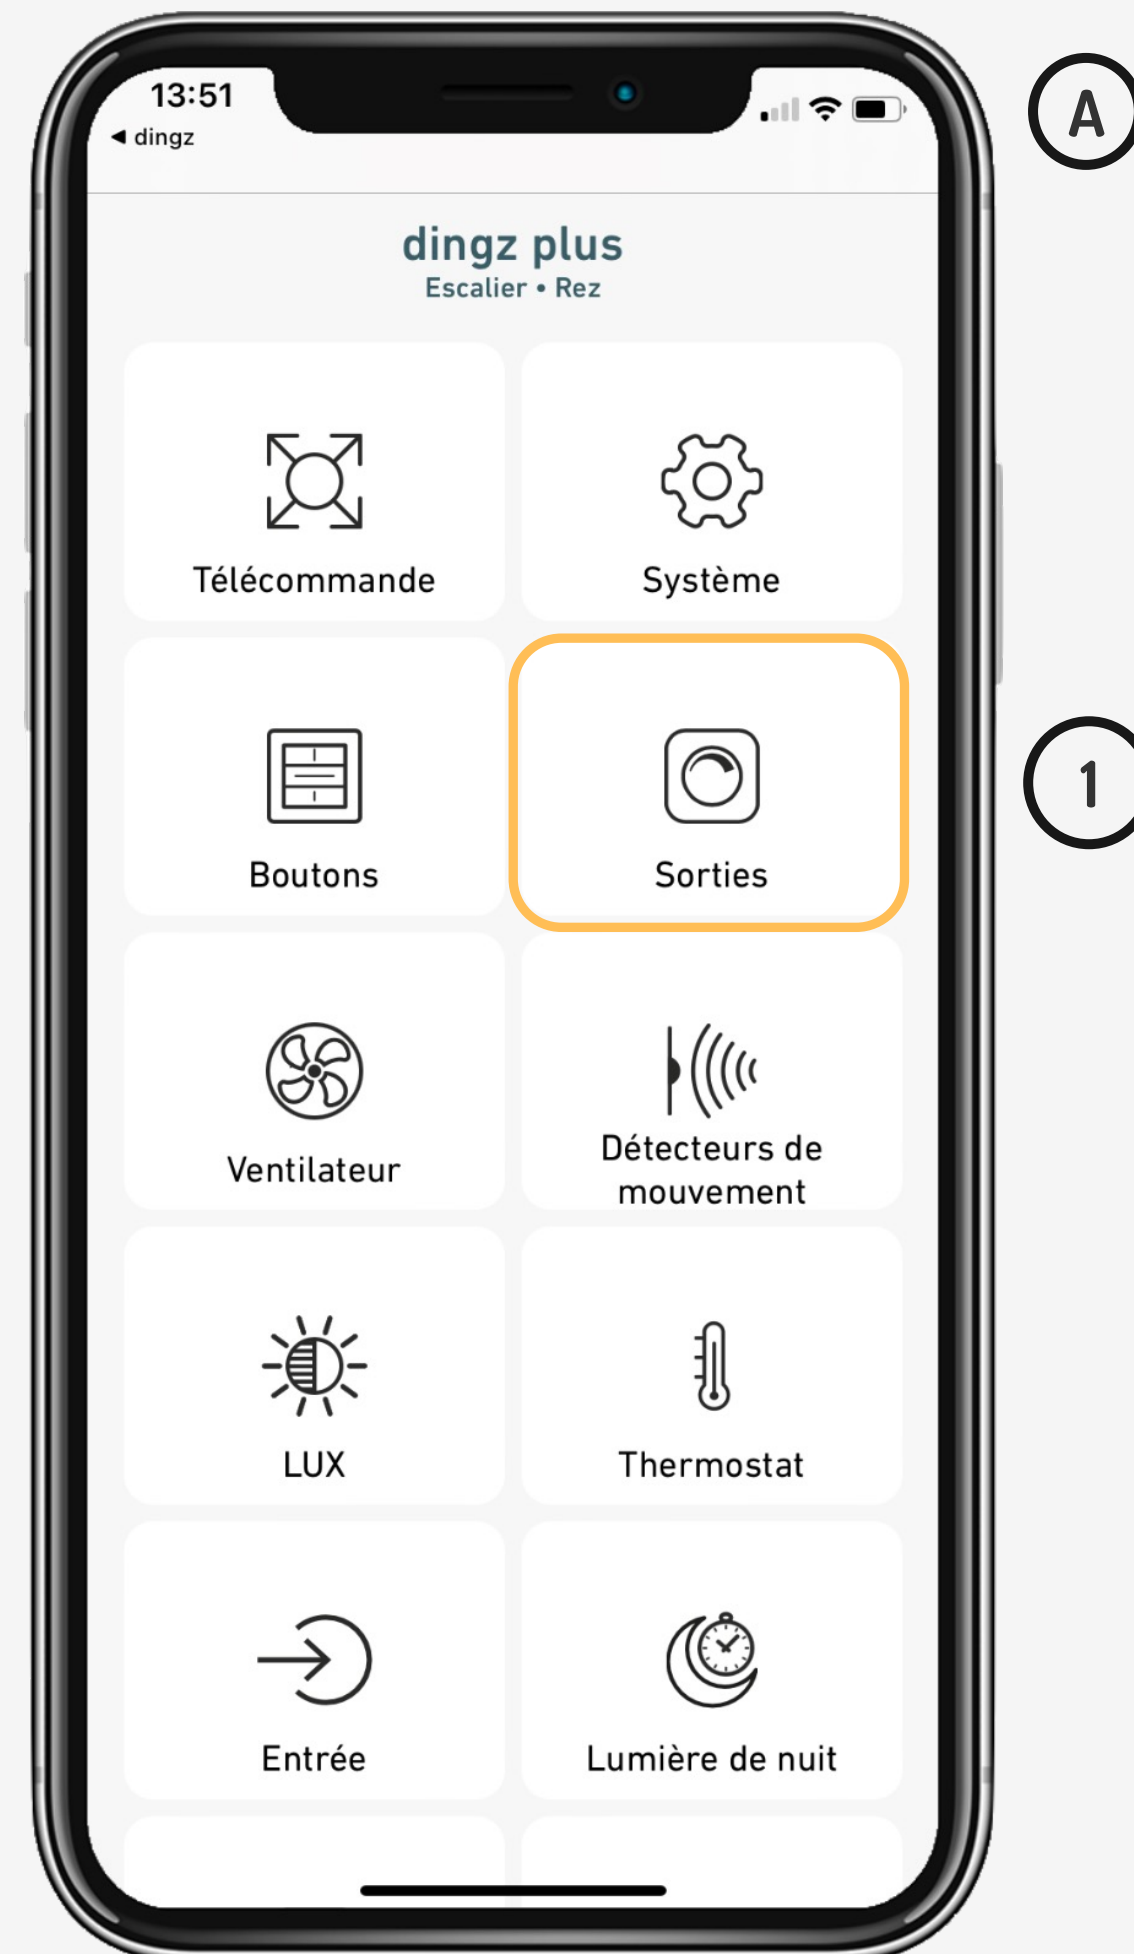 13:51
◀ dingz
A
dingz plus
Escalier • Rez
Télécommande
Système
Boutons
Sorties
1
Ventilateur
Détecteurs de
mouvement
LUX
Thermostat
Entrée
Lumière de nuit